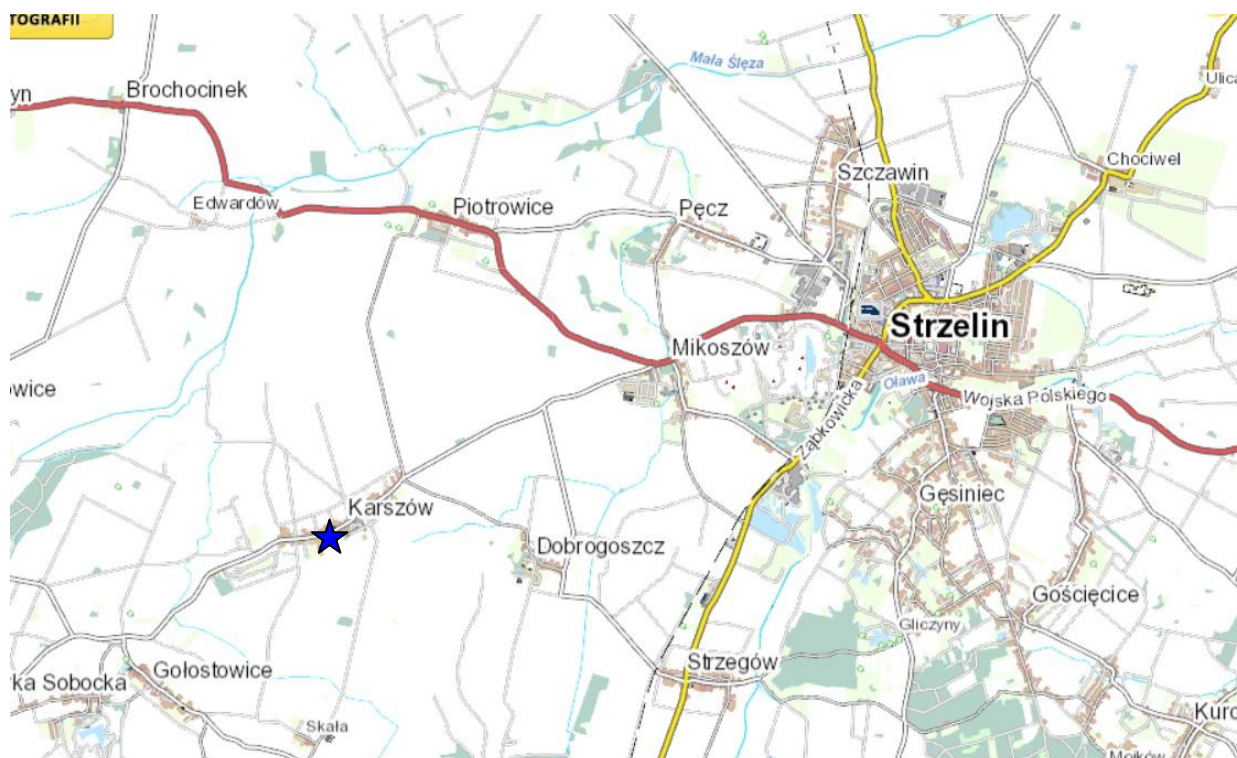 TOGRAFII
Mała Ślęza
yn
Brochocinek
Ulica
Chociwel
Szczawin
Edwardów
Piotrowice
Pęcz
Strzelin
Mikoszów
Oława
owice
Wojska Polskiego
Ząbkowicka
Gęsiniec
Karszów
Dobrogoszcz
Gościęcice
Gliczyny
Strzegów
Gołostowice
ka Sobocka
Kuro
Skała
Mojków